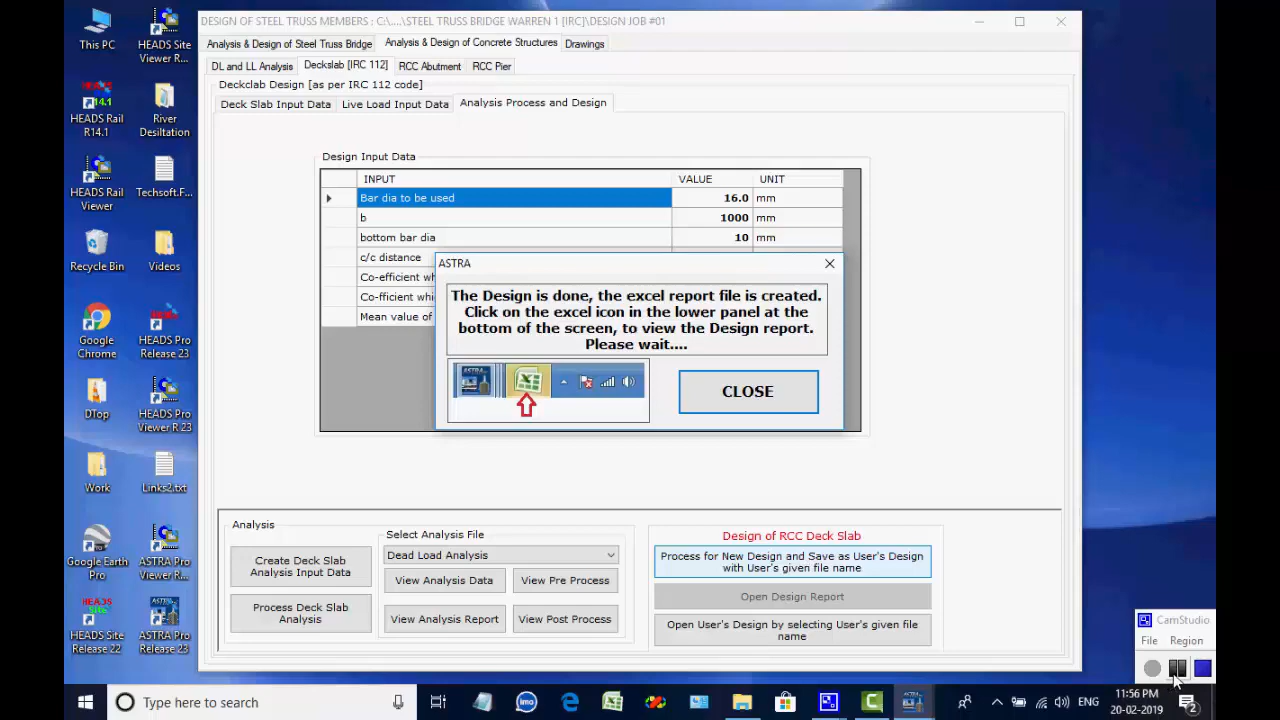 This PC
HEADS Site
Viewer R...
HEADS Rail
R14.1
River
Desiltation
HEADS Rail
Viewer
Techsoft.F...
Recycle Bin
Videos
Google
Chrome
HEADS Pro
Release 23
DTop
HEADS Pro
Viewer R 23
Work
Links2.txt
Google Earth
Pro
ASTRA Pro
Viewer R...
HEADS Site
Release 22
ASTRA Pro
Release 23
DESIGN OF STEEL TRUSS MEMBERS : C:\....\STEEL TRUSS BRIDGE WARREN 1 [IRC]\DESIGN JOB #01
Analysis & Design of Steel Truss Bridge
Analysis & Design of Concrete Structures
Drawings
DL and LL Analysis
Deckslab [IRC 112]
RCC Abutment
RCC Pier
Deckclab Design [as per IRC 112 code]
Deck Slab Input Data
Live Load Input Data
Analysis Process and Design
Design Input Data
INPUT VALUE UNIT
Bar dia to be used 16.0 mm
b 1000 mm
bottom bar dia 10 mm
c/c distance
Co-efficient wh
Co-fficient whi
Mean value of
ASTRA
The Design is done, the excel report file is created.
Click on the excel icon in the lower panel at the
bottom of the screen, to view the Design report.
Please wait....
CLOSE
Analysis
Create Deck Slab
Analysis Input Data
Process Deck Slab
Analysis
Select Analysis File
Dead Load Analysis
View Analysis Data
View Pre Process
View Analysis Report
View Post Process
Design of RCC Deck Slab
Process for New Design and Save as User's Design
with User's given file name
Open Design Report
Open User's Design by selecting User's given file
name
CamStudio
File Region
Type here to search
imo
ENG
11:56 PM
20-02-2019
2